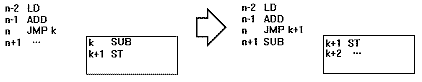 n-2 LD
n-1 ADD
n JMP k
n+1 ...
k SUB
k+1 ST
n-2 LD
n-1 ADD
n JMP k+1
n+1 SUB
k+1 ST
k+2 ...